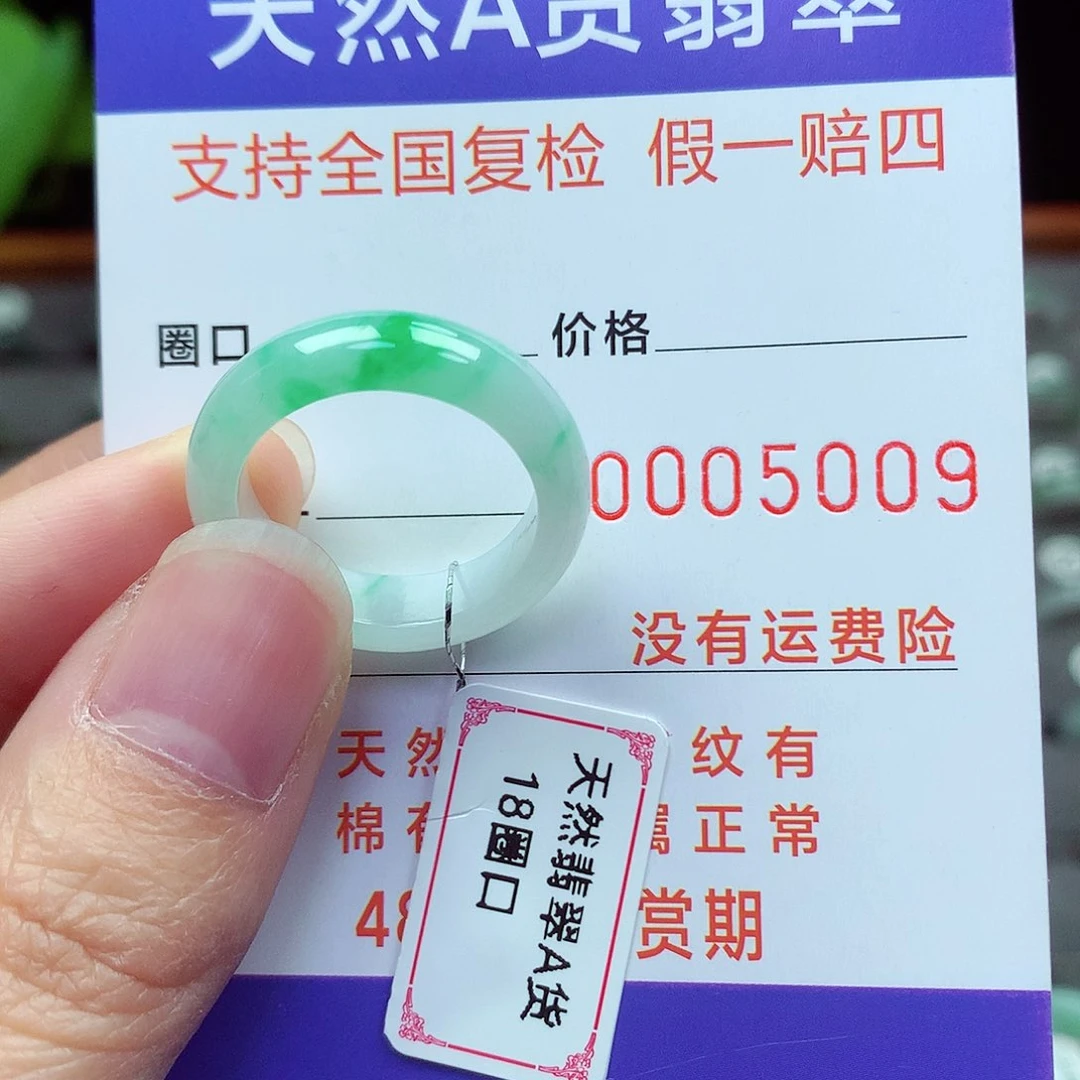 天然A货翡翠
支持全国复检 假一赔四
圈口
价格
0005009
没有运费险
天然
纹有
棉有
属正常
48
赏期
天然翡翠A货
18圈口